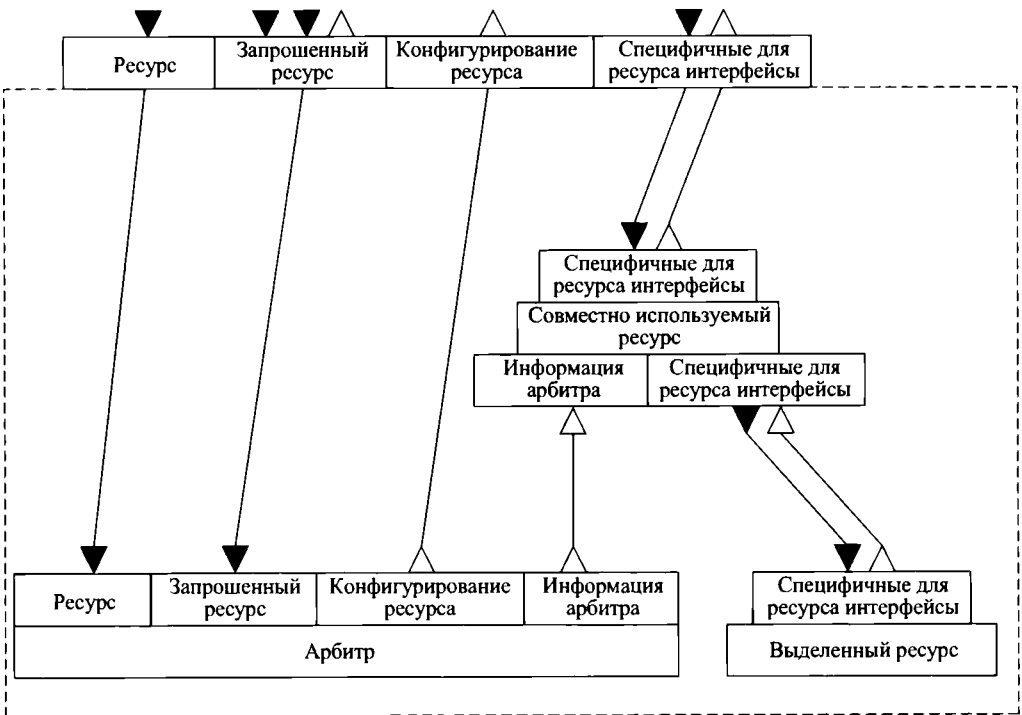 Ресурс
Запрошенный
ресурс
Конфигурирование
ресурса
Специфичные для
ресурса интерфейсы
Специфичные для
ресурса интерфейсы
Совместно используемый
ресурс
Информация
арбитра
Специфичные для
ресурса интерфейсы
Ресурс
Запрошенный
ресурс
Конфигурирование
ресурса
Информация
арбитра
Арбитр
Специфичные для
ресурса интерфейсы
Выделенный ресурс